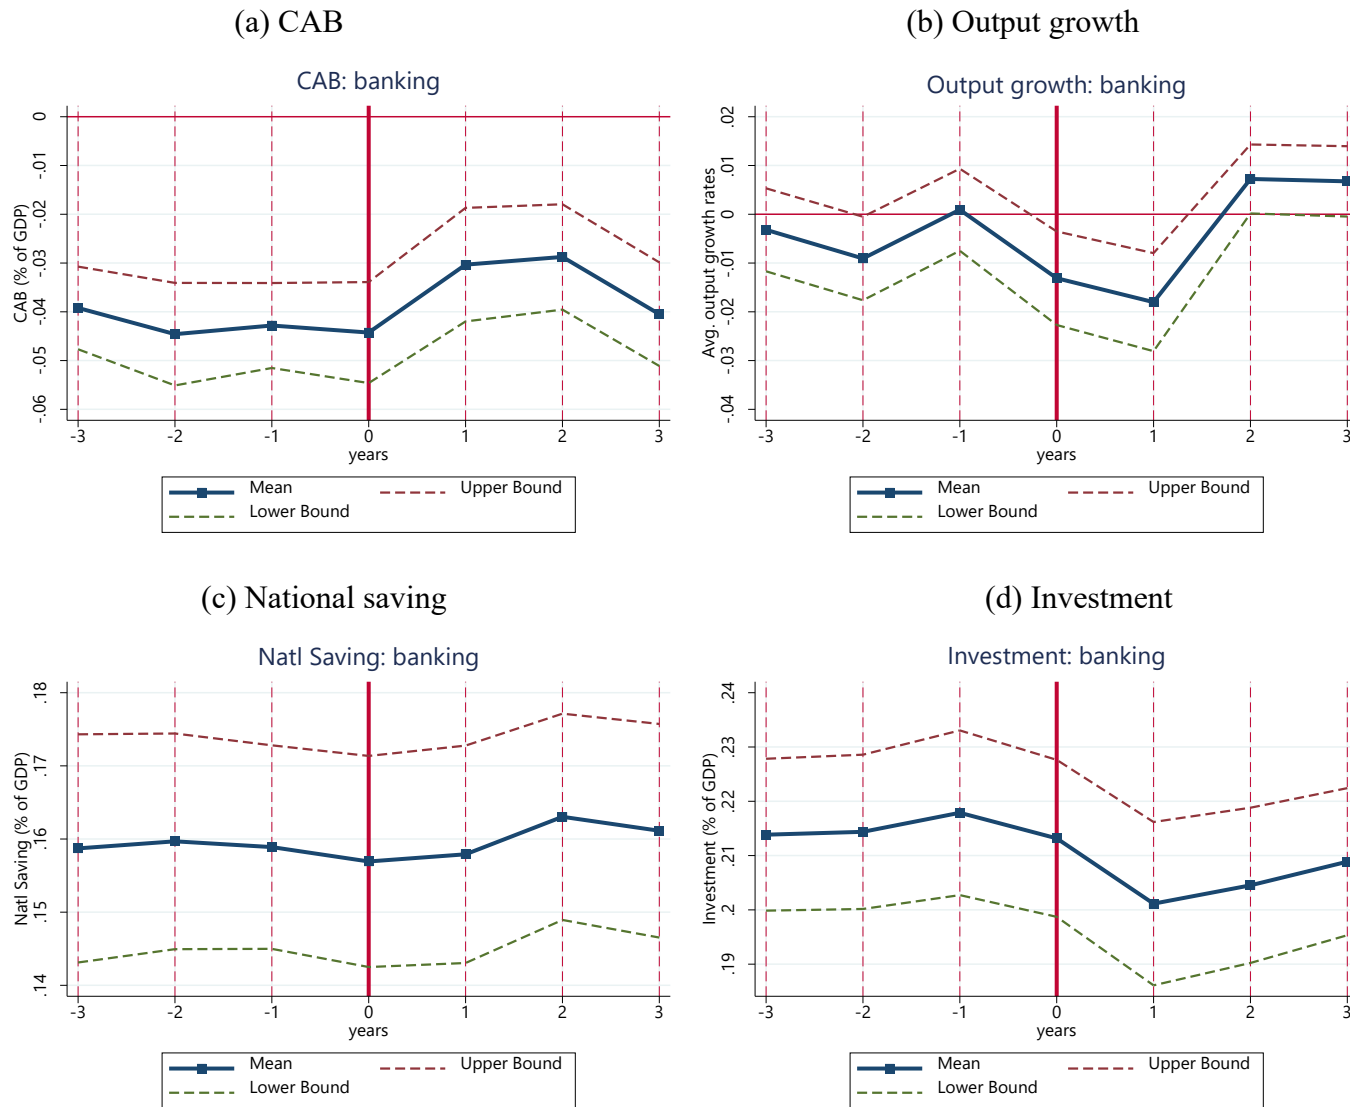 (a) CAB
CAB: banking
CAB (% of GDP)
0
-.01
-.02
-.03
-.04
-.05
-.06
-3 -2 -1 0 1 2 3
years
Mean
Upper Bound
Lower Bound
(b) Output growth
Output growth: banking
Avg. output growth rates
.02
.01
0
-.01
-.02
-.03
-.04
-3 -2 -1 0 1 2 3
years
Mean
Upper Bound
Lower Bound
(c) National saving
Natl Saving: banking
Natl Saving (% of GDP)
.18
.17
.16
.15
.14
-3 -2 -1 0 1 2 3
years
Mean
Upper Bound
Lower Bound
(d) Investment
Investment: banking
Investment (% of GDP)
.24
.23
.22
.21
.2
.19
-3 -2 -1 0 1 2 3
years
Mean
Upper Bound
Lower Bound